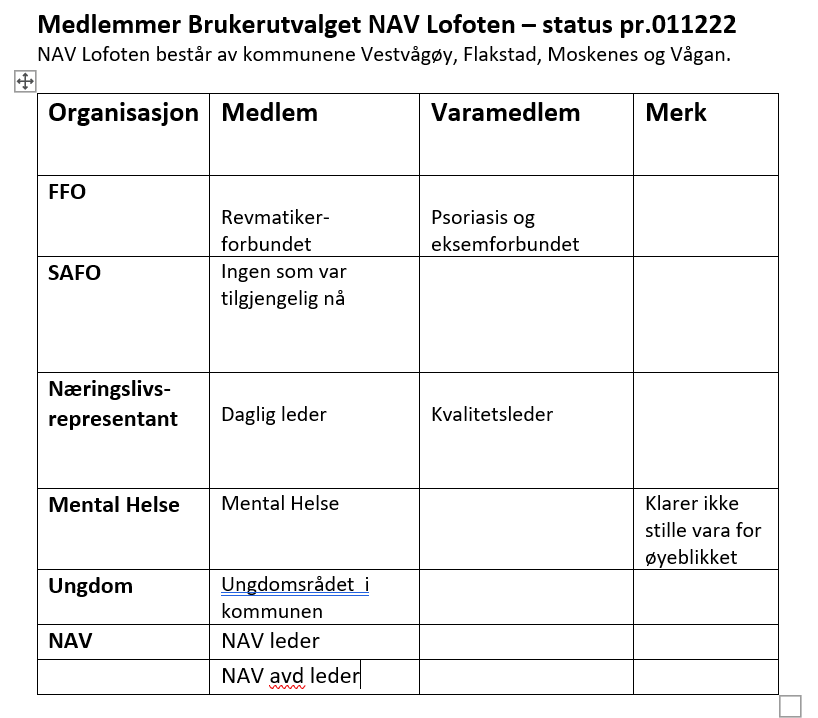 Medlemmer Brukerutvalget NAV Lofoten – status pr.011222
NAV Lofoten består av kommunene Vestvågøy, Flakstad, Moskenes og Vågan.
Organisasjon Medlem Varamedlem Merk
FFO
Revmatiker- Psoriasis og
forbundet eksemforbundet
SAFO Ingen som var
tilgjengelig nå
Næringslivs-
representant Daglig leder Kvalitetsleder
Mental Helse Mental Helse Klarer ikke
stille vara for
øyeblikket
Ungdom Ungdomsrådet  i
kommunen
NAV NAV leder
NAV avd leder